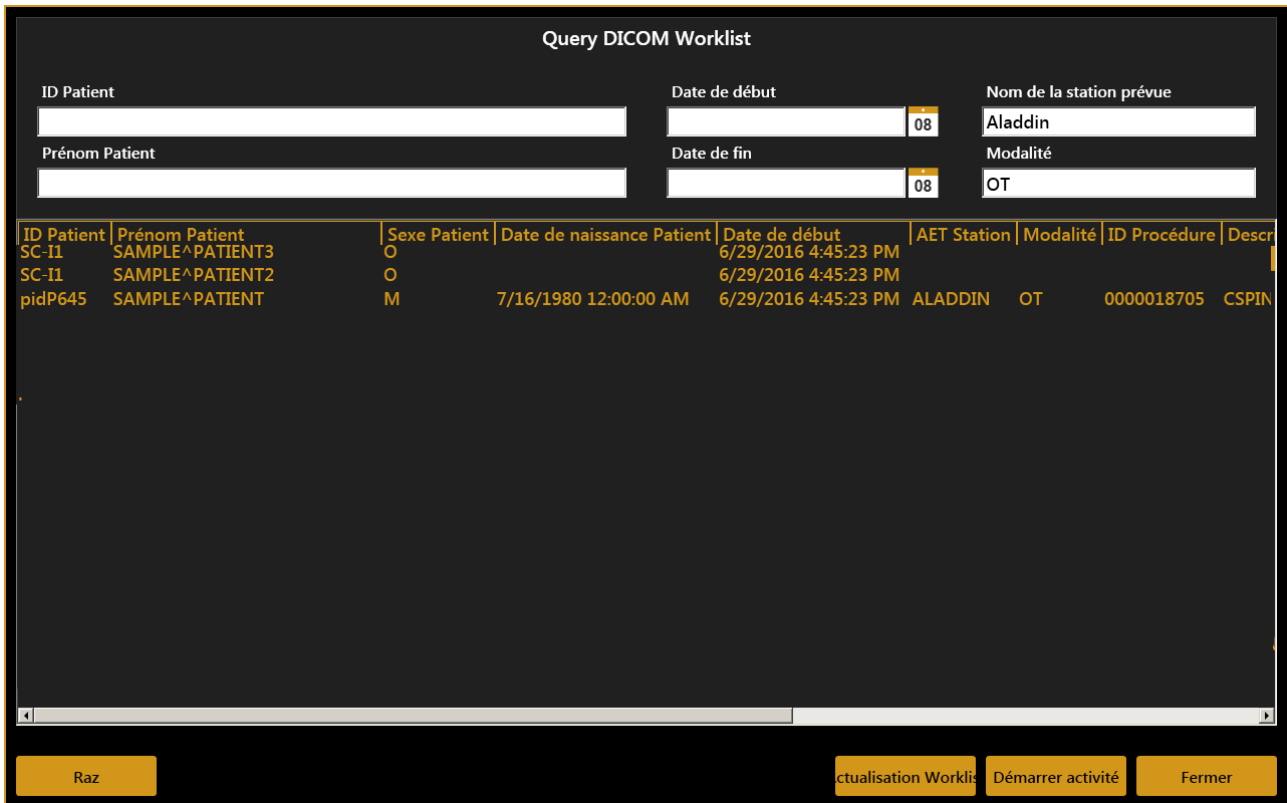 Query DICOM Worklist
ID Patient Date de début Nom de la station prévue
08 Aladdin
Prénom Patient Date de fin Modalité
08 OT
ID Patient Prénom Patient Sexe Patient Date de naissance Patient Date de début AET Station Modalité ID Procédure Descri
SC-I1 SAMPLE^PATIENT3 O 6/29/2016 4:45:23 PM
SC-I1 SAMPLE^PATIENT2 O 6/29/2016 4:45:23 PM
pidP645 SAMPLE^PATIENT M 7/16/1980 12:00:00 AM 6/29/2016 4:45:23 PM ALADDIN OT 0000018705 CSPIN
Raz ctualisation Worklis Démarrer activité Fermer